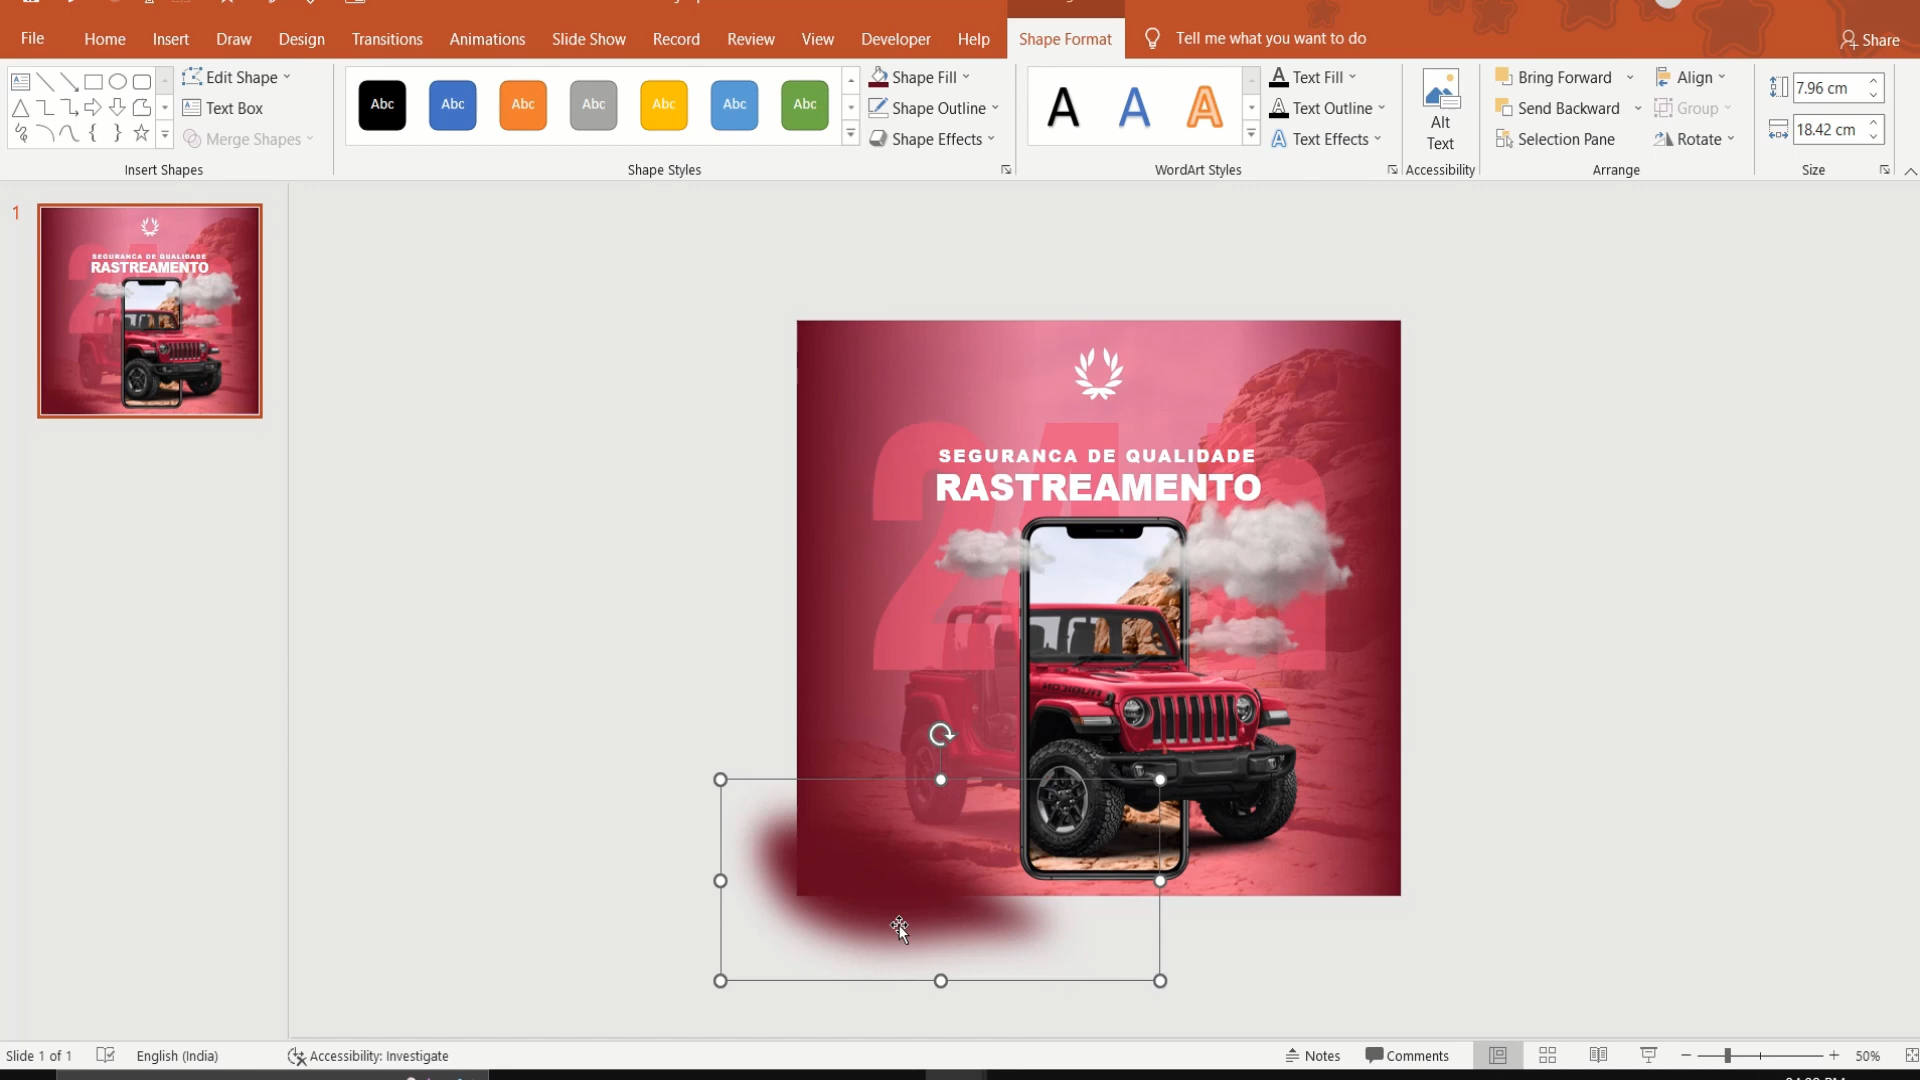 File Home Insert Draw Design Transitions Animations Slide Show Record Review View Developer Help Shape Format Tell me what you want to do Share
Edit Shape
Text Box
Merge Shapes
Insert Shapes
Abc Abc Abc Abc Abc Abc Abc
Shape Styles
Shape Fill
Shape Outline
Shape Effects
A A A
WordArt Styles
Text Fill
Text Outline
Text Effects
Alt
Text
Accessibility
Bring Forward
Send Backward
Selection Pane
Align
Group
Rotate
Arrange
7.96 cm
18.42 cm
Size
1
SEGURANCA DE QUALIDADE
RASTREAMENTO
24h
SEGURANCA DE QUALIDADE
RASTREAMENTO
Slide 1 of 1 English (India) Accessibility: Investigate Notes Comments 50%